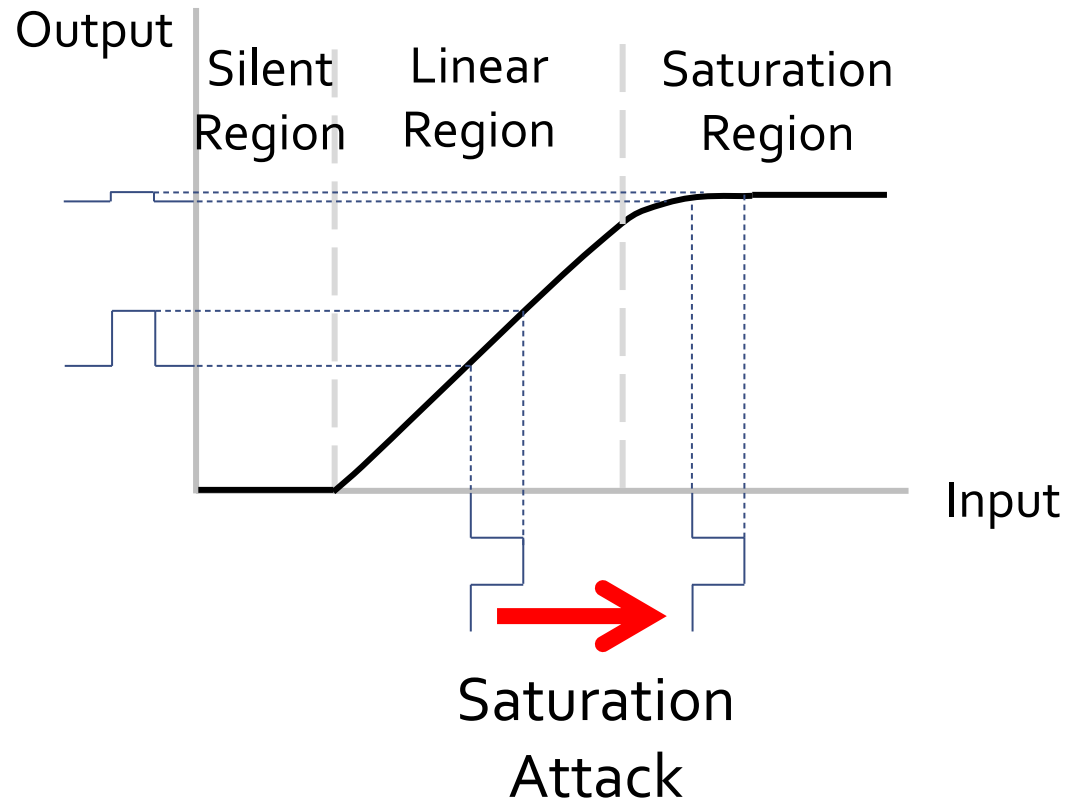 Output
Silent
Region
Linear
Region
Saturation
Region
Input
Saturation
Attack